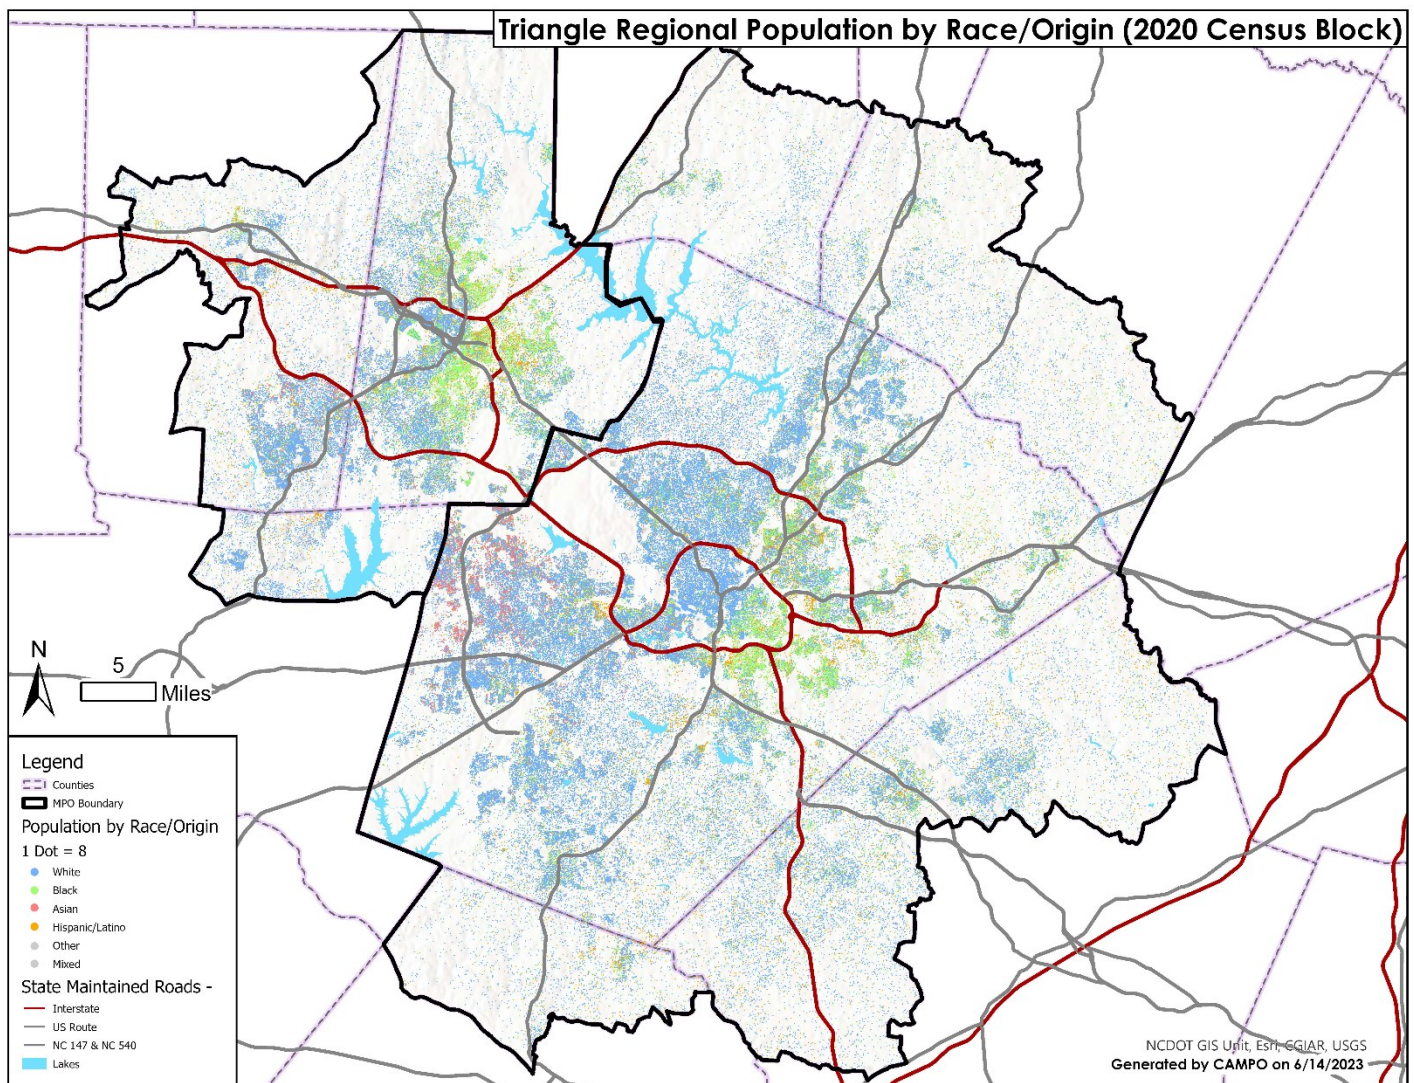 Triangle Regional Population by Race/Origin (2020 Census Block)
N
5
Miles
Legend
Counties
MPO Boundary
Population by Race/Origin
1 Dot = 8
White
Black
Asian
Hispanic/Latino
Other
Mixed
State Maintained Roads -
Interstate
US Route
NC 147 & NC 540
Lakes
NCDOT GIS Unit, Esri, CGIAR, USGS
Generated by CAMPO on 6/14/2023